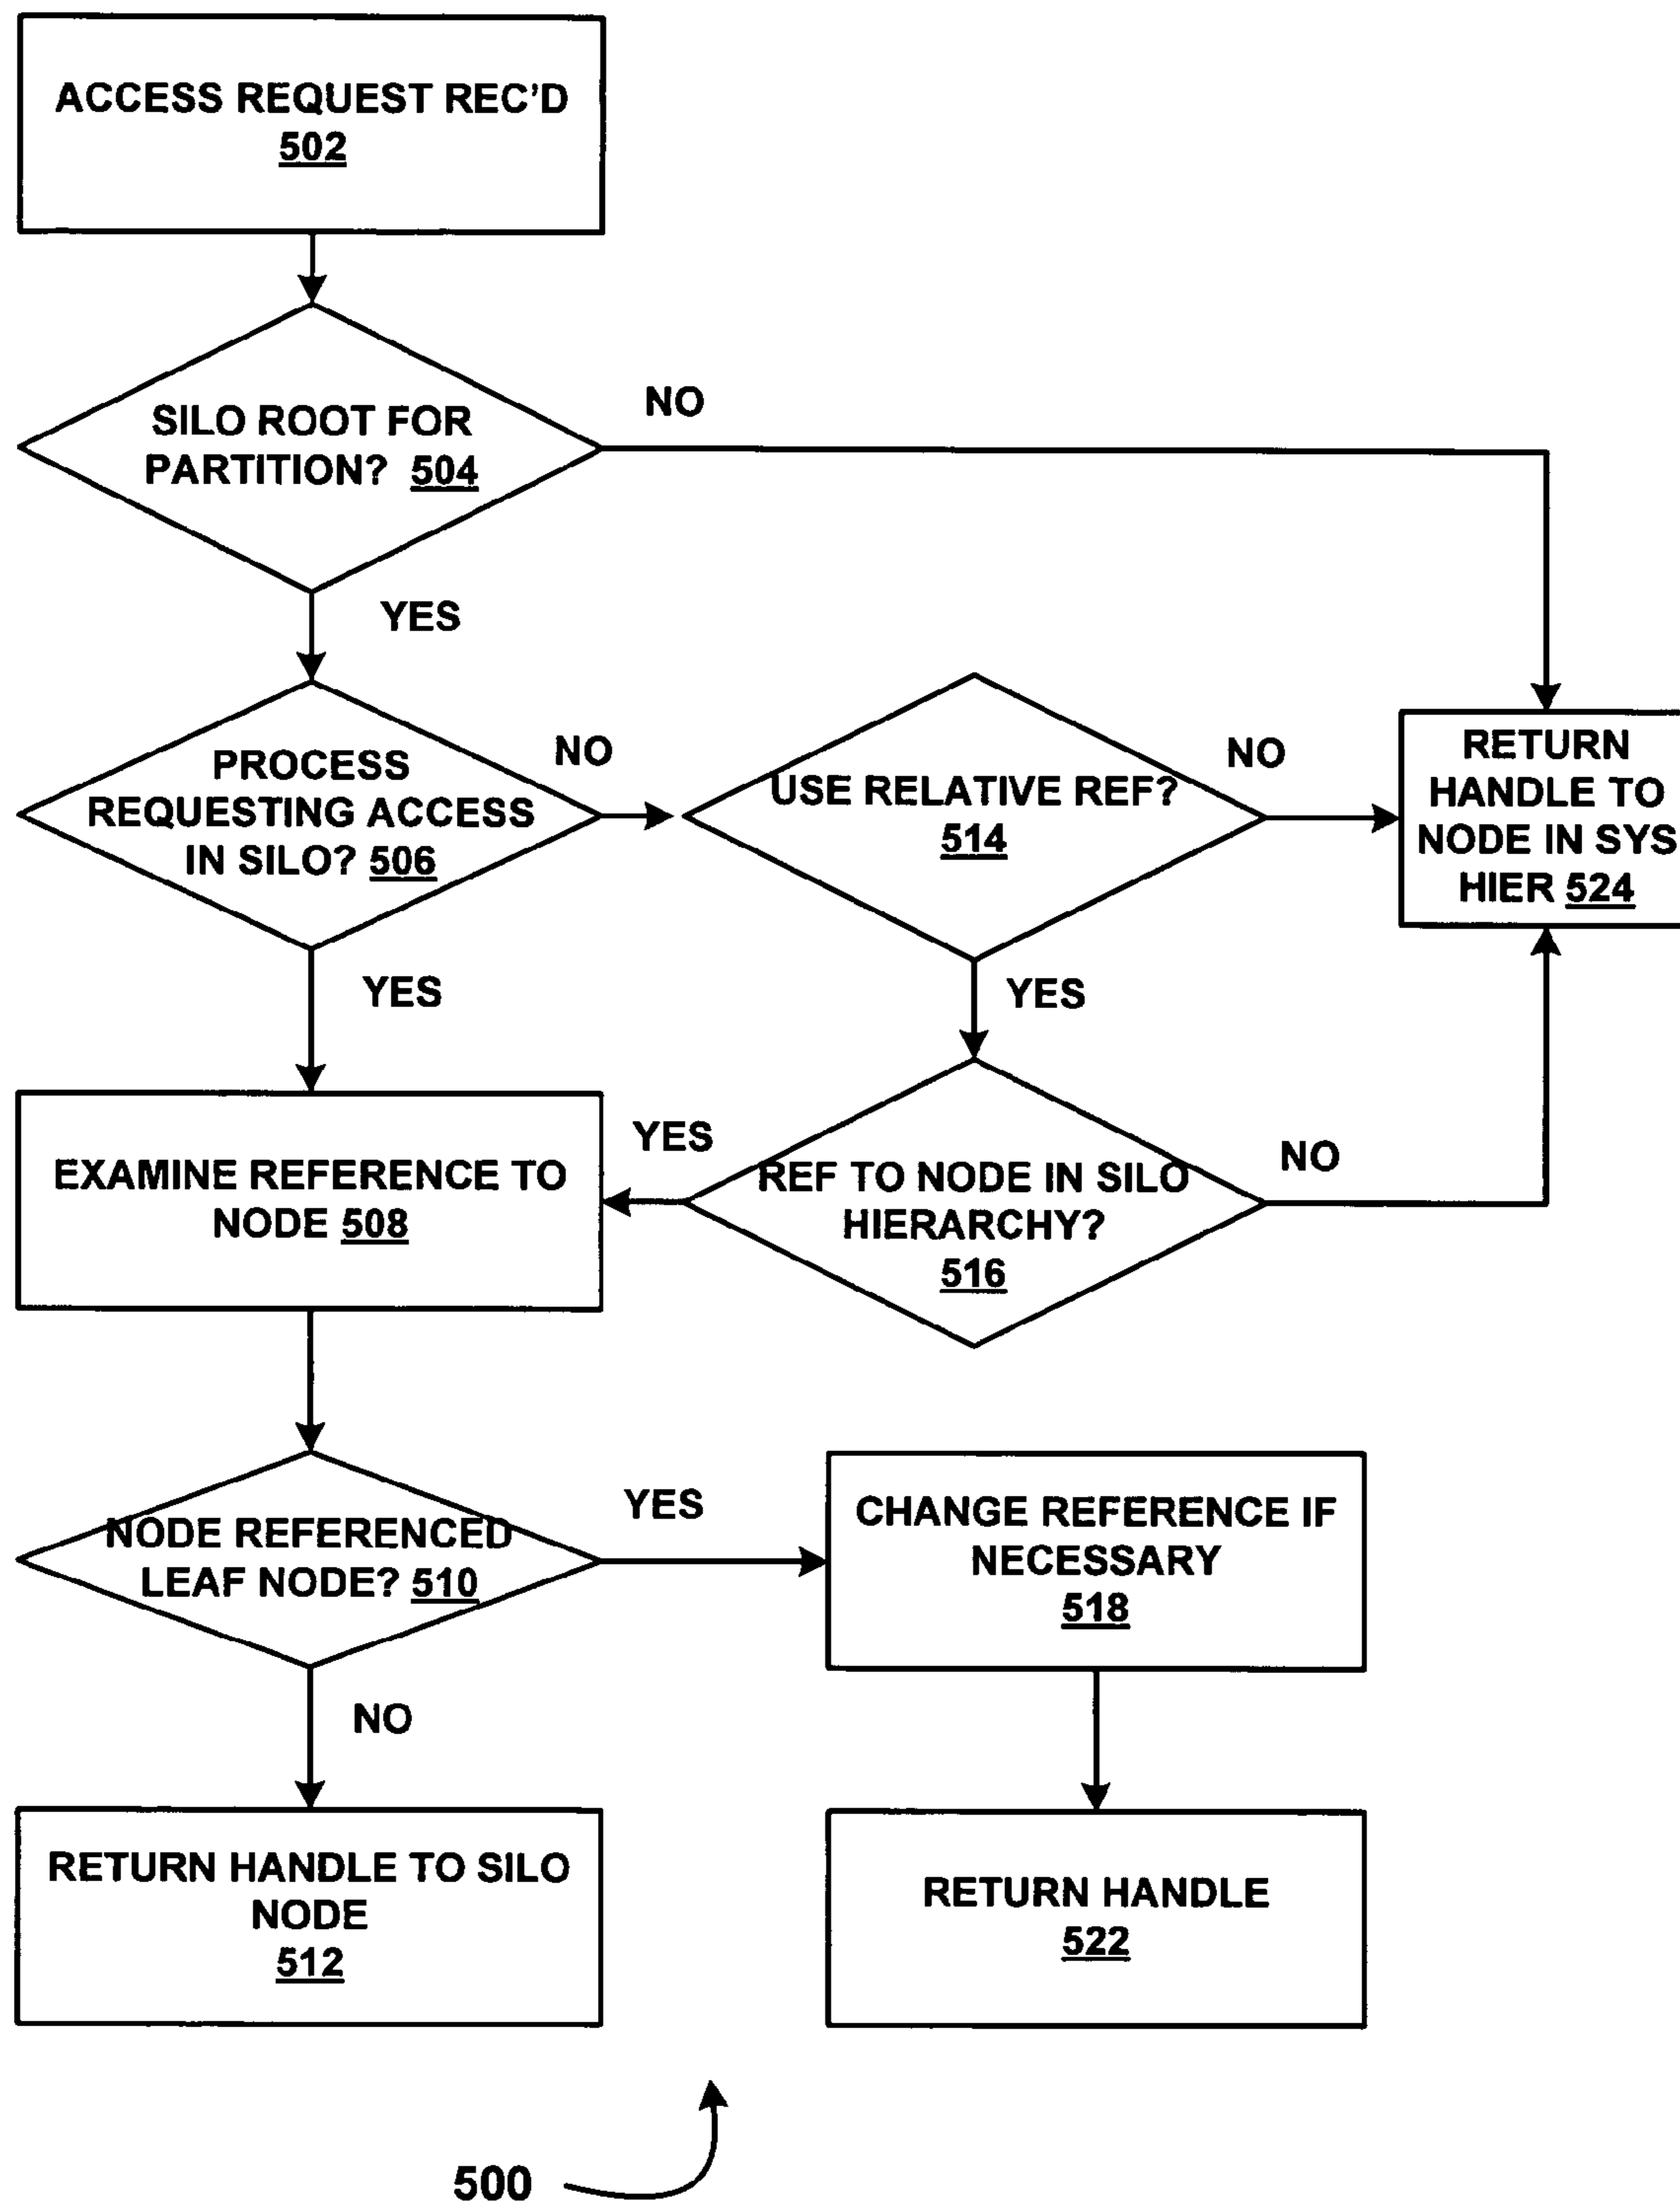 ACCESS REQUEST REC'D
502
SILO ROOT FOR
PARTITION? 504
NO
YES
PROCESS
REQUESTING ACCESS
IN SILO? 506
NO
USE RELATIVE REF?
514
NO
RETURN
HANDLE TO
NODE IN SYS
HIER 524
YES
YES
EXAMINE REFERENCE TO
NODE 508
YES
REF TO NODE IN SILO
HIERARCHY?
516
NO
NODE REFERENCED
LEAF NODE? 510
YES
CHANGE REFERENCE IF
NECESSARY
518
NO
RETURN HANDLE TO SILO
NODE
512
RETURN HANDLE
522
500